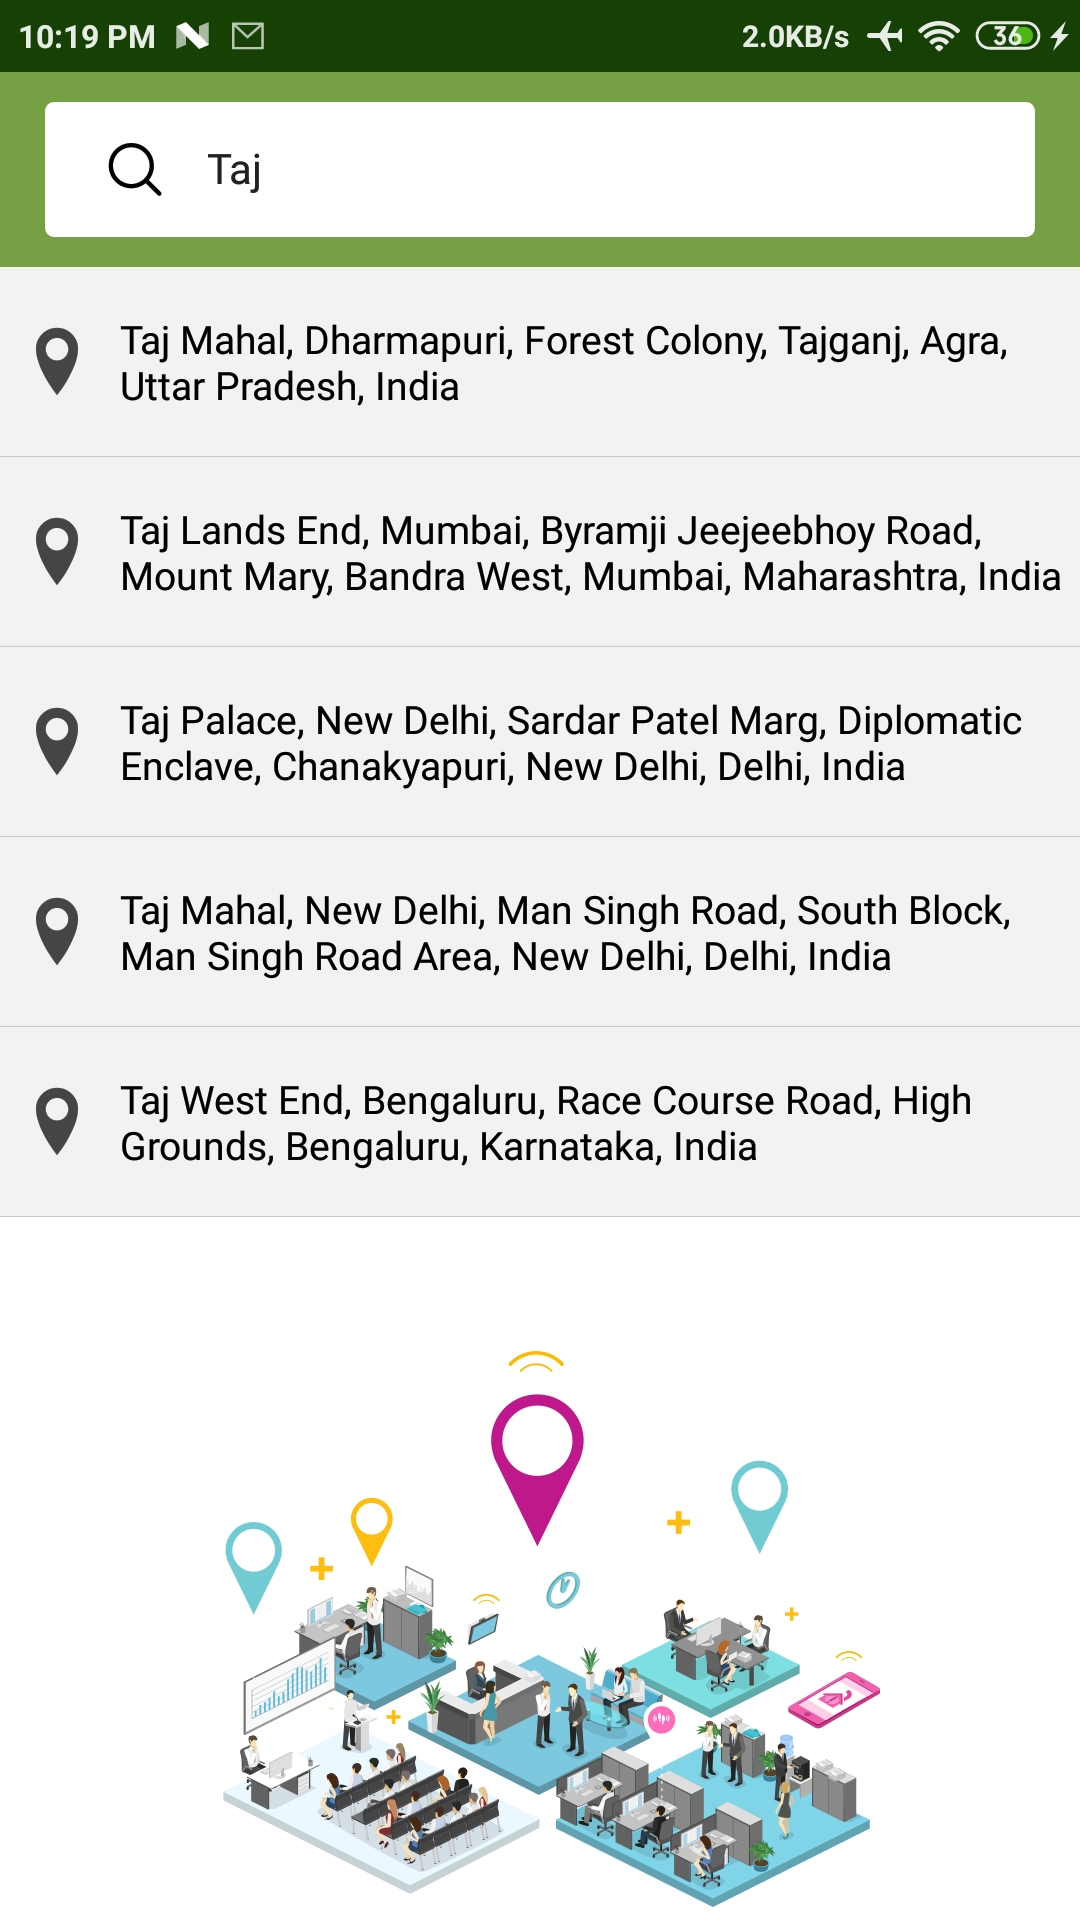 10:19 PM
2.0KB/s
36
Taj
Taj Mahal, Dharmapuri, Forest Colony, Tajganj, Agra,
Uttar Pradesh, India
Taj Lands End, Mumbai, Byramji Jeejeebhoy Road,
Mount Mary, Bandra West, Mumbai, Maharashtra, India
Taj Palace, New Delhi, Sardar Patel Marg, Diplomatic
Enclave, Chanakyapuri, New Delhi, Delhi, India
Taj Mahal, New Delhi, Man Singh Road, South Block,
Man Singh Road Area, New Delhi, Delhi, India
Taj West End, Bengaluru, Race Course Road, High
Grounds, Bengaluru, Karnataka, India